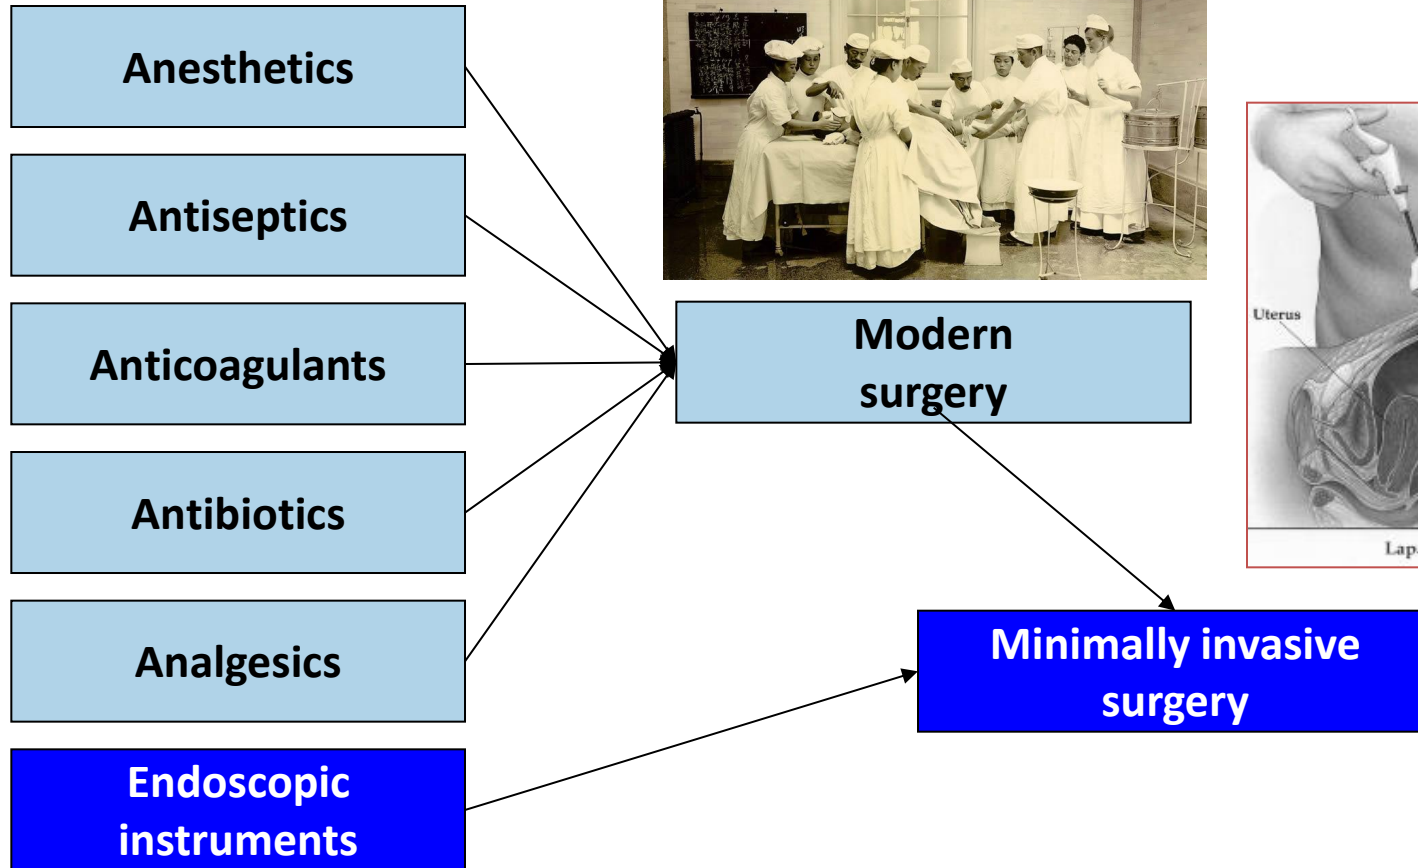 Anesthetics
Antiseptics
Anticoagulants
Antibiotics
Analgesics
Endoscopic
instruments
Modern
surgery
Uterus
Minimally invasive
surgery